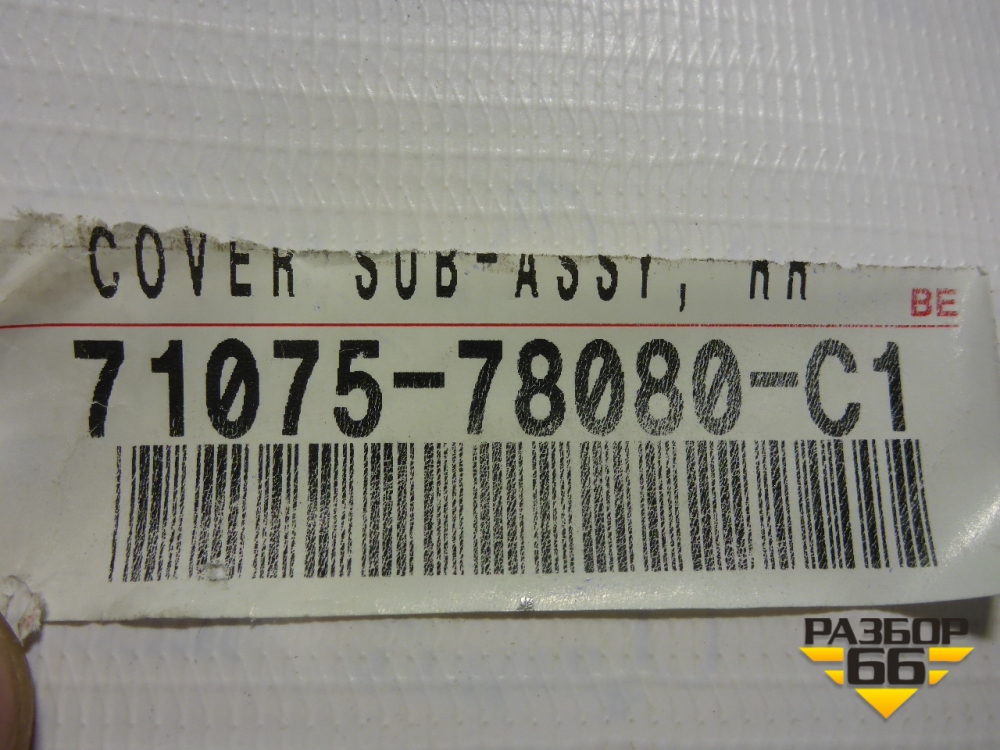 COVER SUB-ASSY, RR
BE
71075-78080-C1
РАЗБОР
66